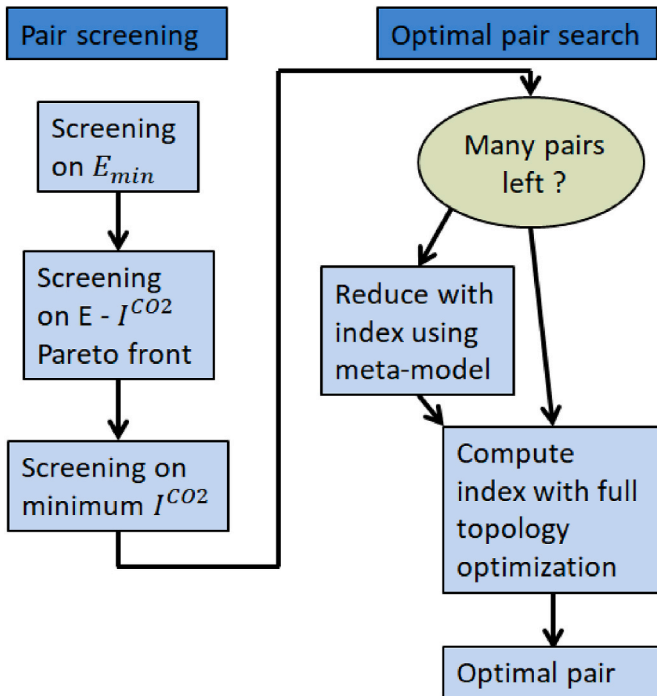 Pair screening
Screening
on E_min
Screening
on E - I^CO2
Pareto front
Screening on
minimum I^CO2
Optimal pair search
Many pairs
left ?
Reduce with
index using
meta-model
Compute
index with full
topology
optimization
Optimal pair